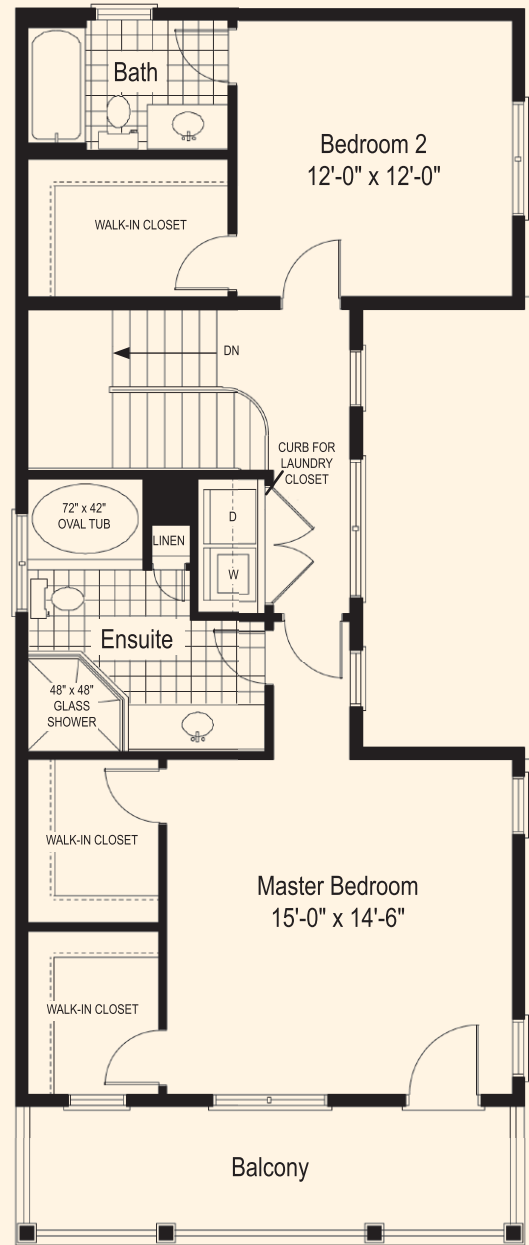 Bath
Bedroom 2
12'-0" x 12'-0"
WALK-IN CLOSET
DN
CURB FOR
LAUNDRY
CLOSET
72" x 42"
OVAL TUB
LINEN
D
W
Ensuite
48" x 48"
GLASS
SHOWER
WALK-IN CLOSET
Master Bedroom
15'-0" x 14'-6"
WALK-IN CLOSET
Balcony